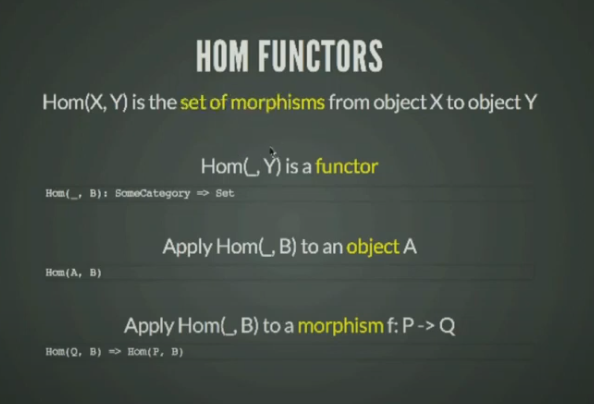 HOM FUNCTORS
Hom(X, Y) is the set of morphisms from object X to object Y
Hom(_, Y) is a functor
Hom(_, B): SomeCategory => Set
Apply Hom(_, B) to an object A
Hom(A, B)
Apply Hom(_, B) to a morphism f: P -> Q
Hom(Q, B) => Hom(P, B)